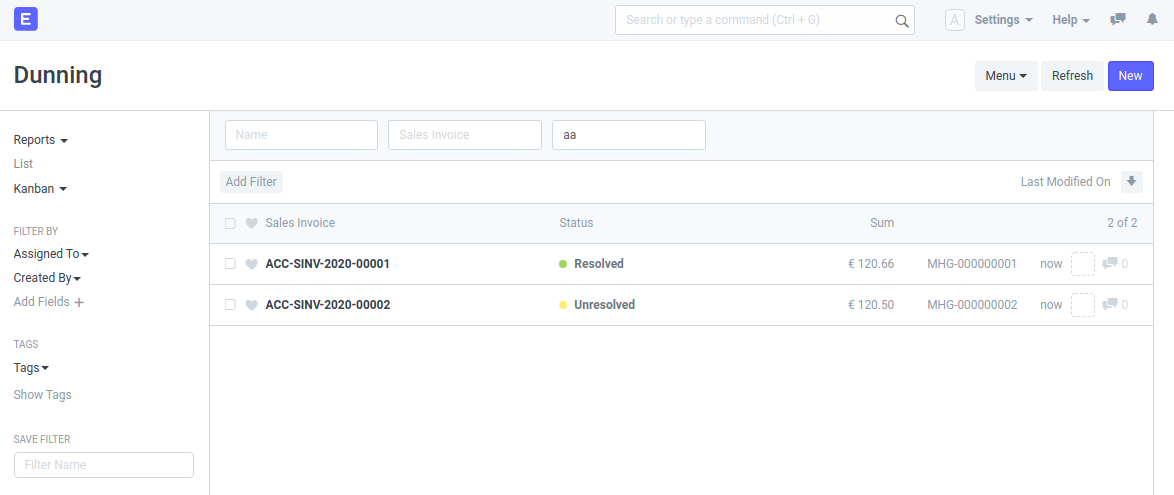 E Search or type a command (Ctrl + G) A Settings Help
Dunning Menu Refresh New
Reports
List
Kanban
FILTER BY
Assigned To
Created By
Add Fields +
TAGS
Tags
Show Tags
SAVE FILTER
Filter Name
Name Sales Invoice aa
Add Filter Last Modified On
Sales Invoice Status Sum 2 of 2
ACC-SINV-2020-00001 Resolved € 120.66 MHG-000000001 now 0
ACC-SINV-2020-00002 Unresolved € 120.50 MHG-000000002 now 0